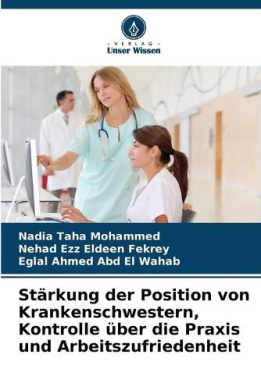 VERLAG
Unser Wissen
Nadia Taha Mohammed
Nehad Ezz Eldeen Fekrey
Eglal Ahmed Abd El Wahab
Stärkung der Position von
Krankenschwestern,
Kontrolle über die Praxis
und Arbeitszufriedenheit